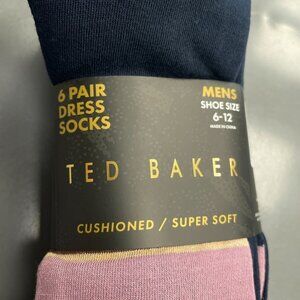 6 PAIR
DRESS
SOCKS
MENS
SHOE SIZE
6-12
MADE IN CHINA
TED BAKER
CUSHIONED / SUPER SOFT